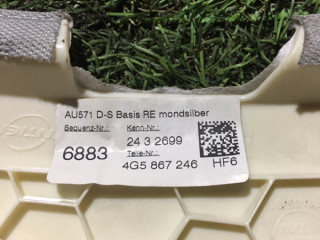 AU571 D-S Basis RE mondsilber
Sequenz-Nr.: Kenn-Nr.:
6883 24 3 2699
Teile-Nr.:
4G5 867 246 HF6